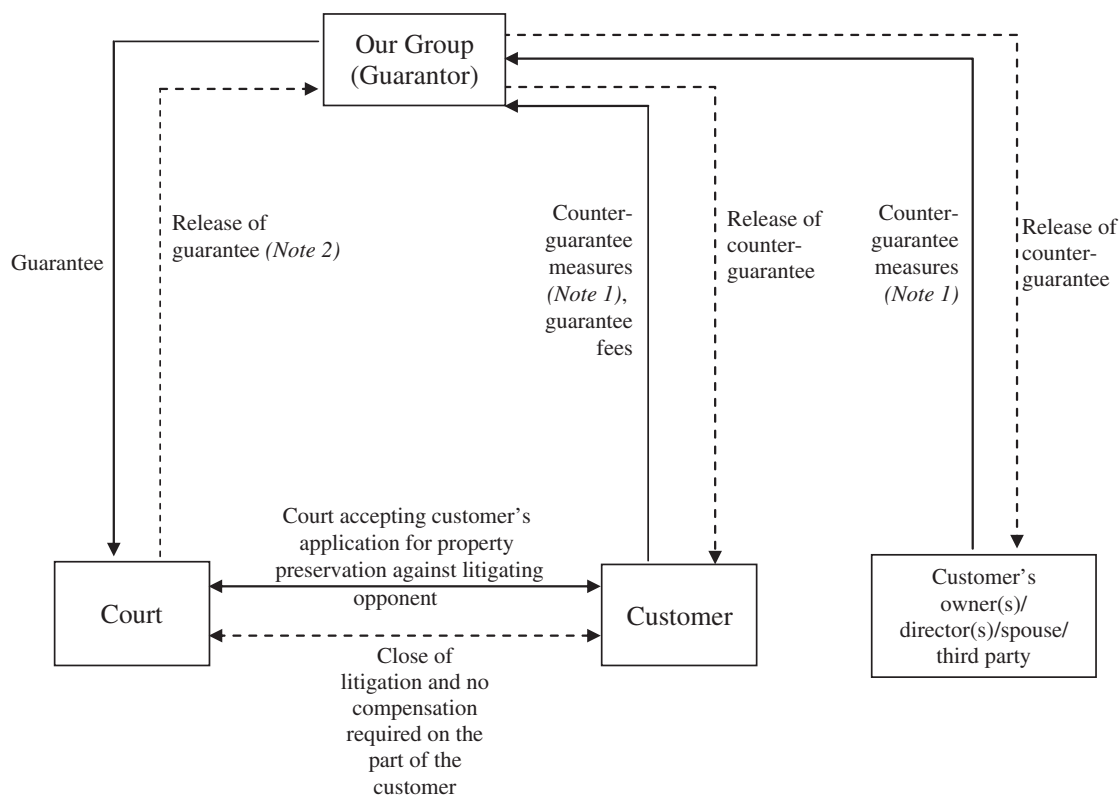 Our Group
(Guarantor)
Guarantee
Release of
guarantee (Note 2)
Counter-
guarantee
measures
(Note 1),
guarantee
fees
Release of
counter-
guarantee
Counter-
guarantee
measures
(Note 1)
Release of
counter-
guarantee
Court accepting customer’s
application for property
preservation against litigating
opponent
Court
Customer
Customer’s
owner(s)/
director(s)/spouse/
third party
Close of
litigation and no
compensation
required on the
part of the
customer